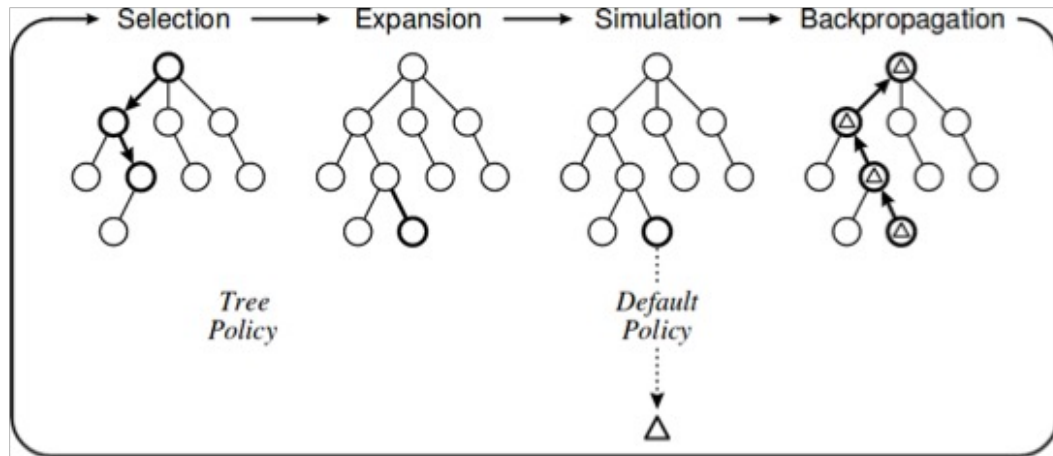 Selection Expansion Simulation Backpropagation
Tree
Policy
Default
Policy